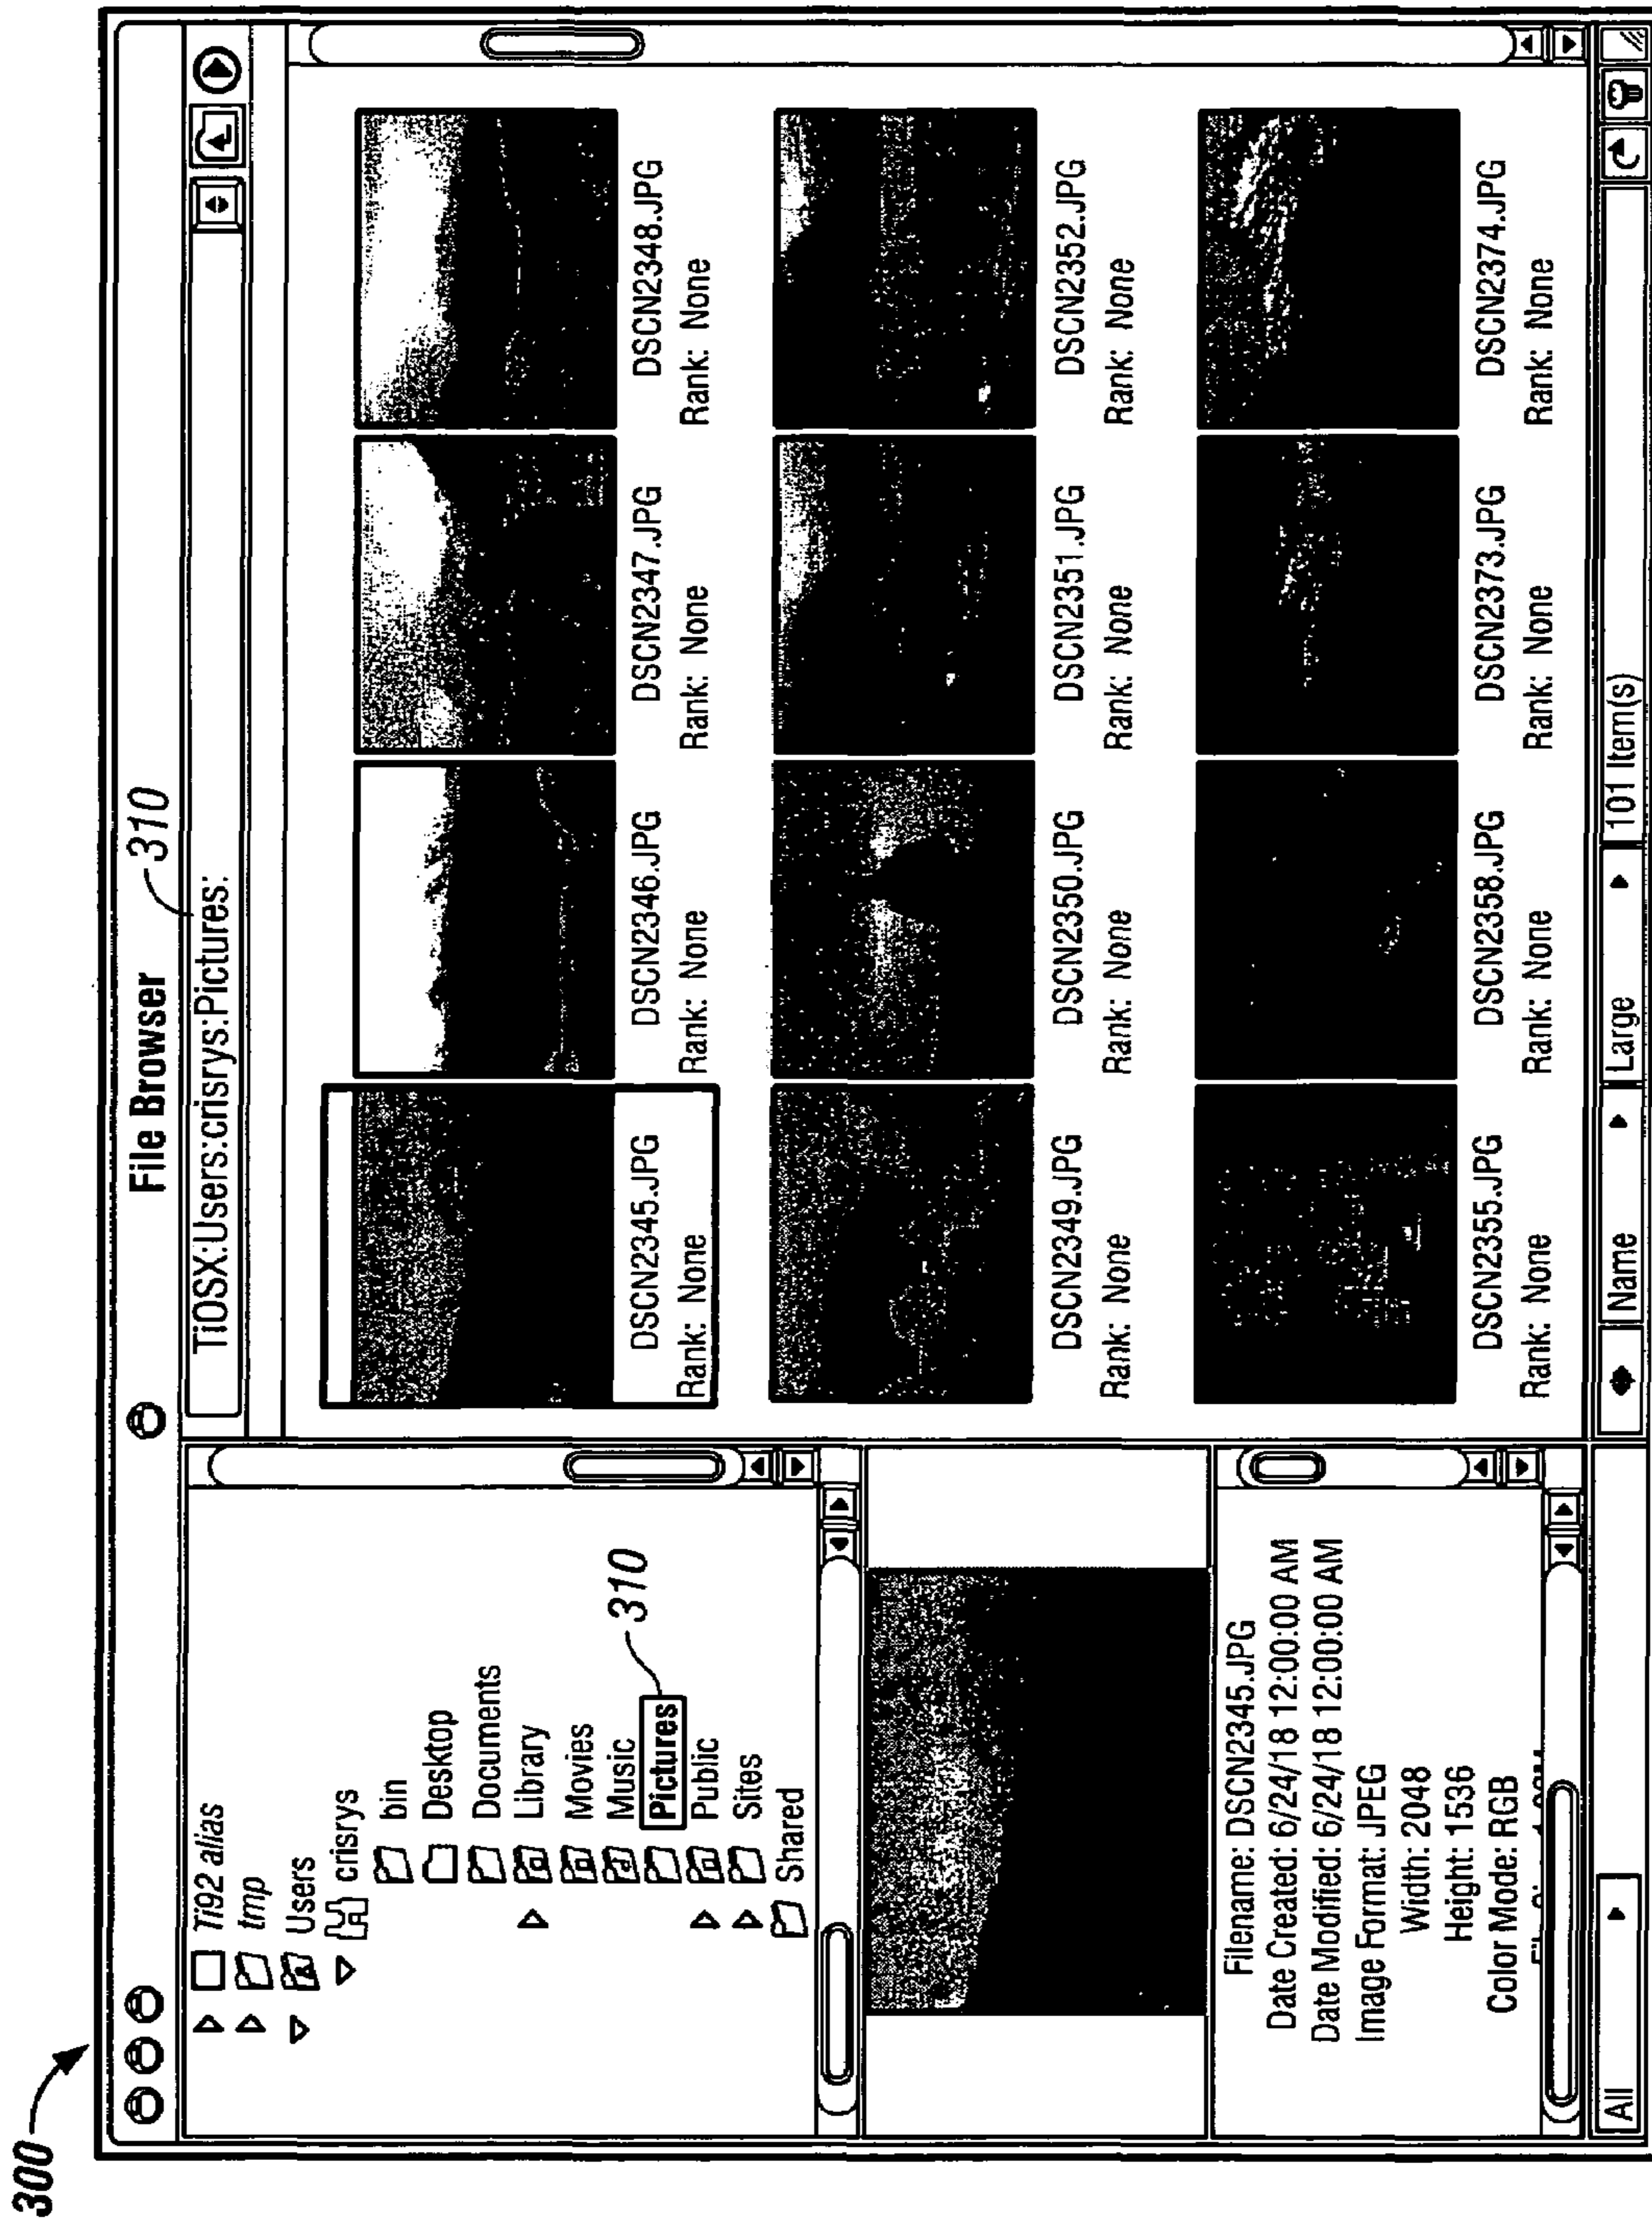 300
File Browser
310
TiOSX:Users:crisrys:Pictures:
Ti92 alias
tmp
Users
crisrys
bin
Desktop
Documents
Library
Movies
Music
Pictures
310
Public
Sites
Shared
Filename: DSCN2345.JPG
Date Created: 6/24/18 12:00:00 AM
Date Modified: 6/24/18 12:00:00 AM
Image Format: JPEG
Width: 2048
Height: 1536
Color Mode: RGB
DSCN2345.JPG DSCN2346.JPG DSCN2347.JPG DSCN2348.JPG
Rank: None Rank: None Rank: None Rank: None
DSCN2349.JPG DSCN2350.JPG DSCN2351.JPG DSCN2352.JPG
Rank: None Rank: None Rank: None Rank: None
DSCN2355.JPG DSCN2358.JPG DSCN2373.JPG DSCN2374.JPG
Rank: None Rank: None Rank: None Rank: None
All Name Large 101 Item(s)